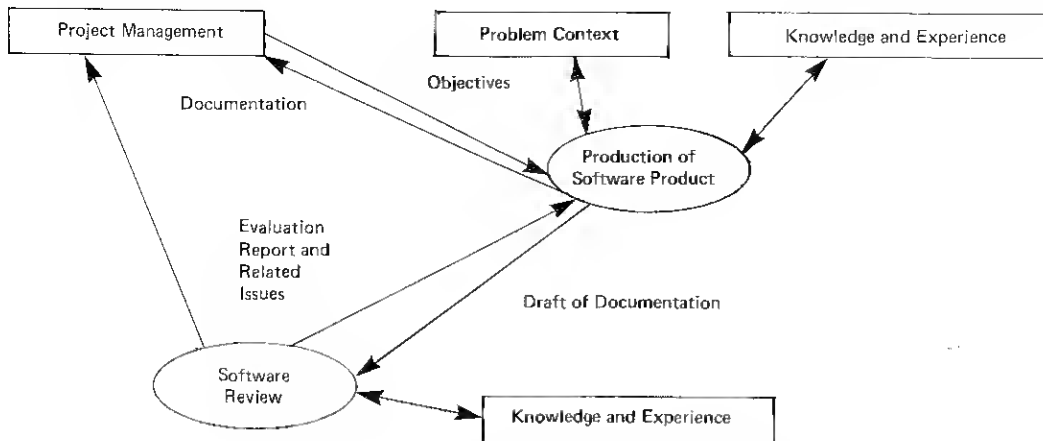 Project Management
Problem Context
Knowledge and Experience
Objectives
Documentation
Production of
Software Product
Evaluation
Report and
Related
Issues
Draft of Documentation
Software
Review
Knowledge and Experience